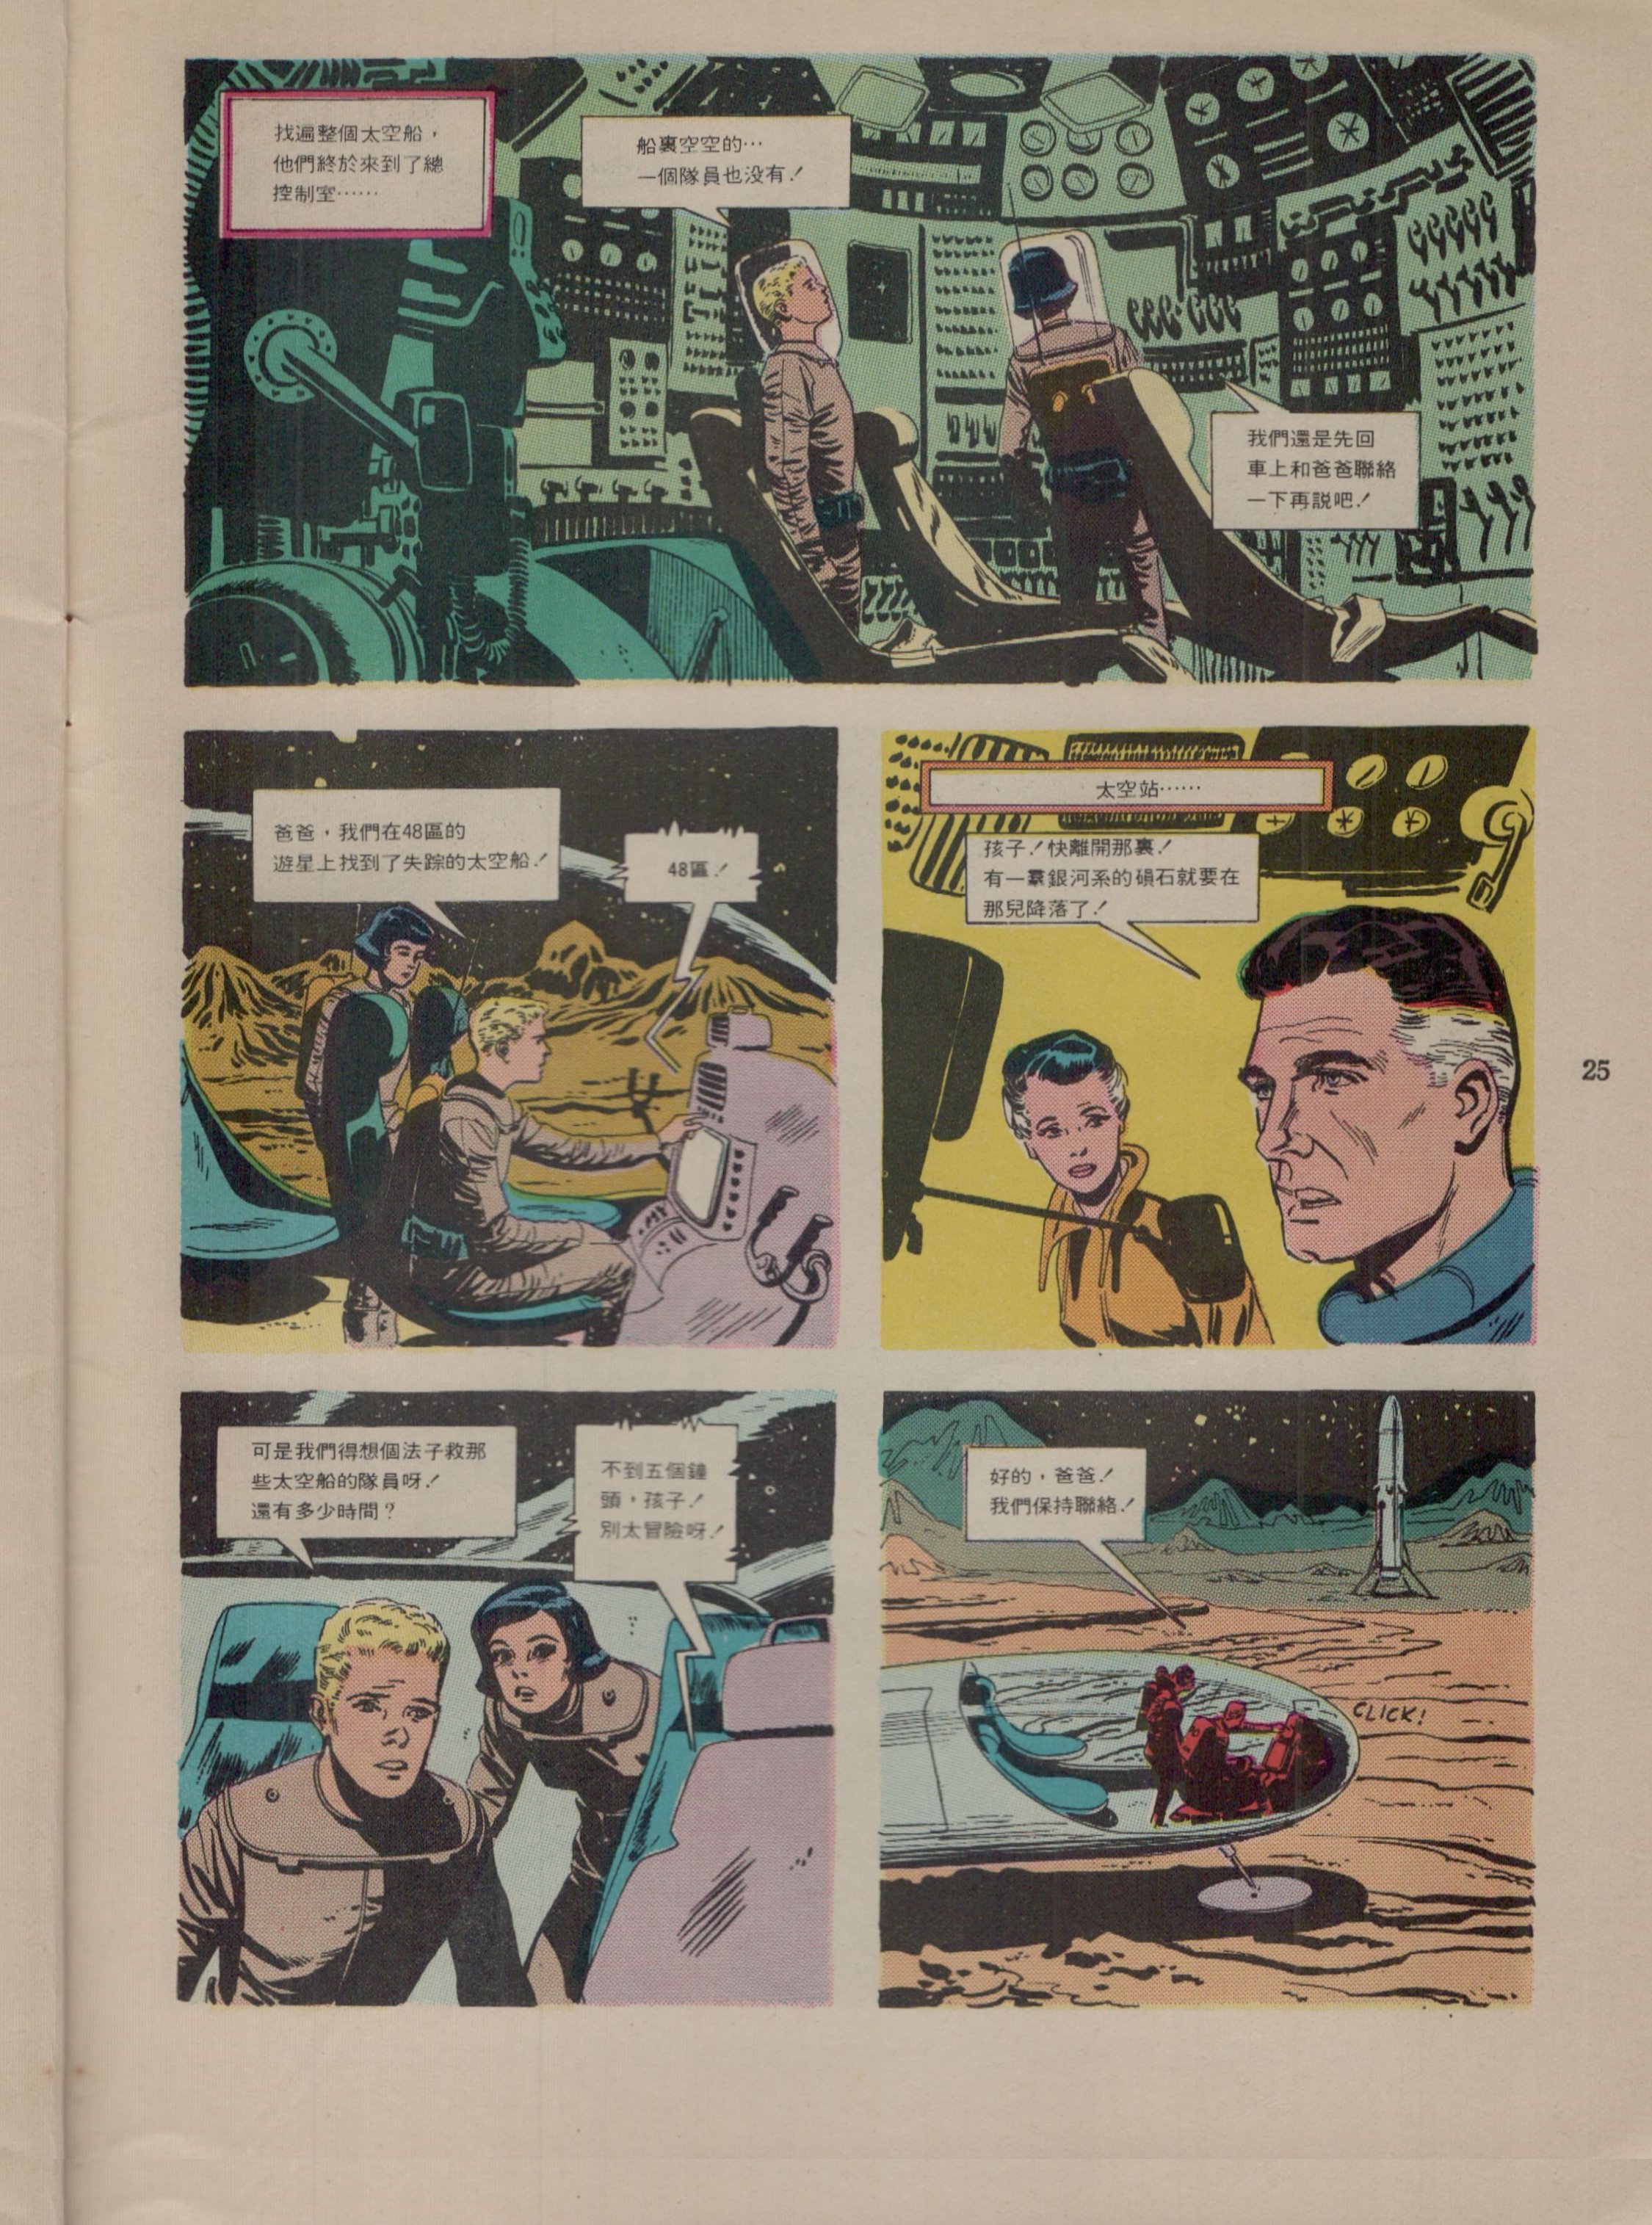 找遍整個太空船，
他們終於來到了總
控制室……
船裏空空的…
一個隊員也没有！
我們還是先回
車上和爸爸聯絡
一下再説吧！
爸爸，我們在48區的
遊星上找到了失踪的太空船！
48區！
太空站……
孩子！快離開那裏！
有一羣銀河系的磒石就要在
那兒降落了！
25
可是我們得想個法子救那
些太空船的隊員呀！
還有多少時間？
不到五個鐘
頭，孩子！
別太冒險呀！
好的，爸爸！
我們保持聯絡！
CLICK!